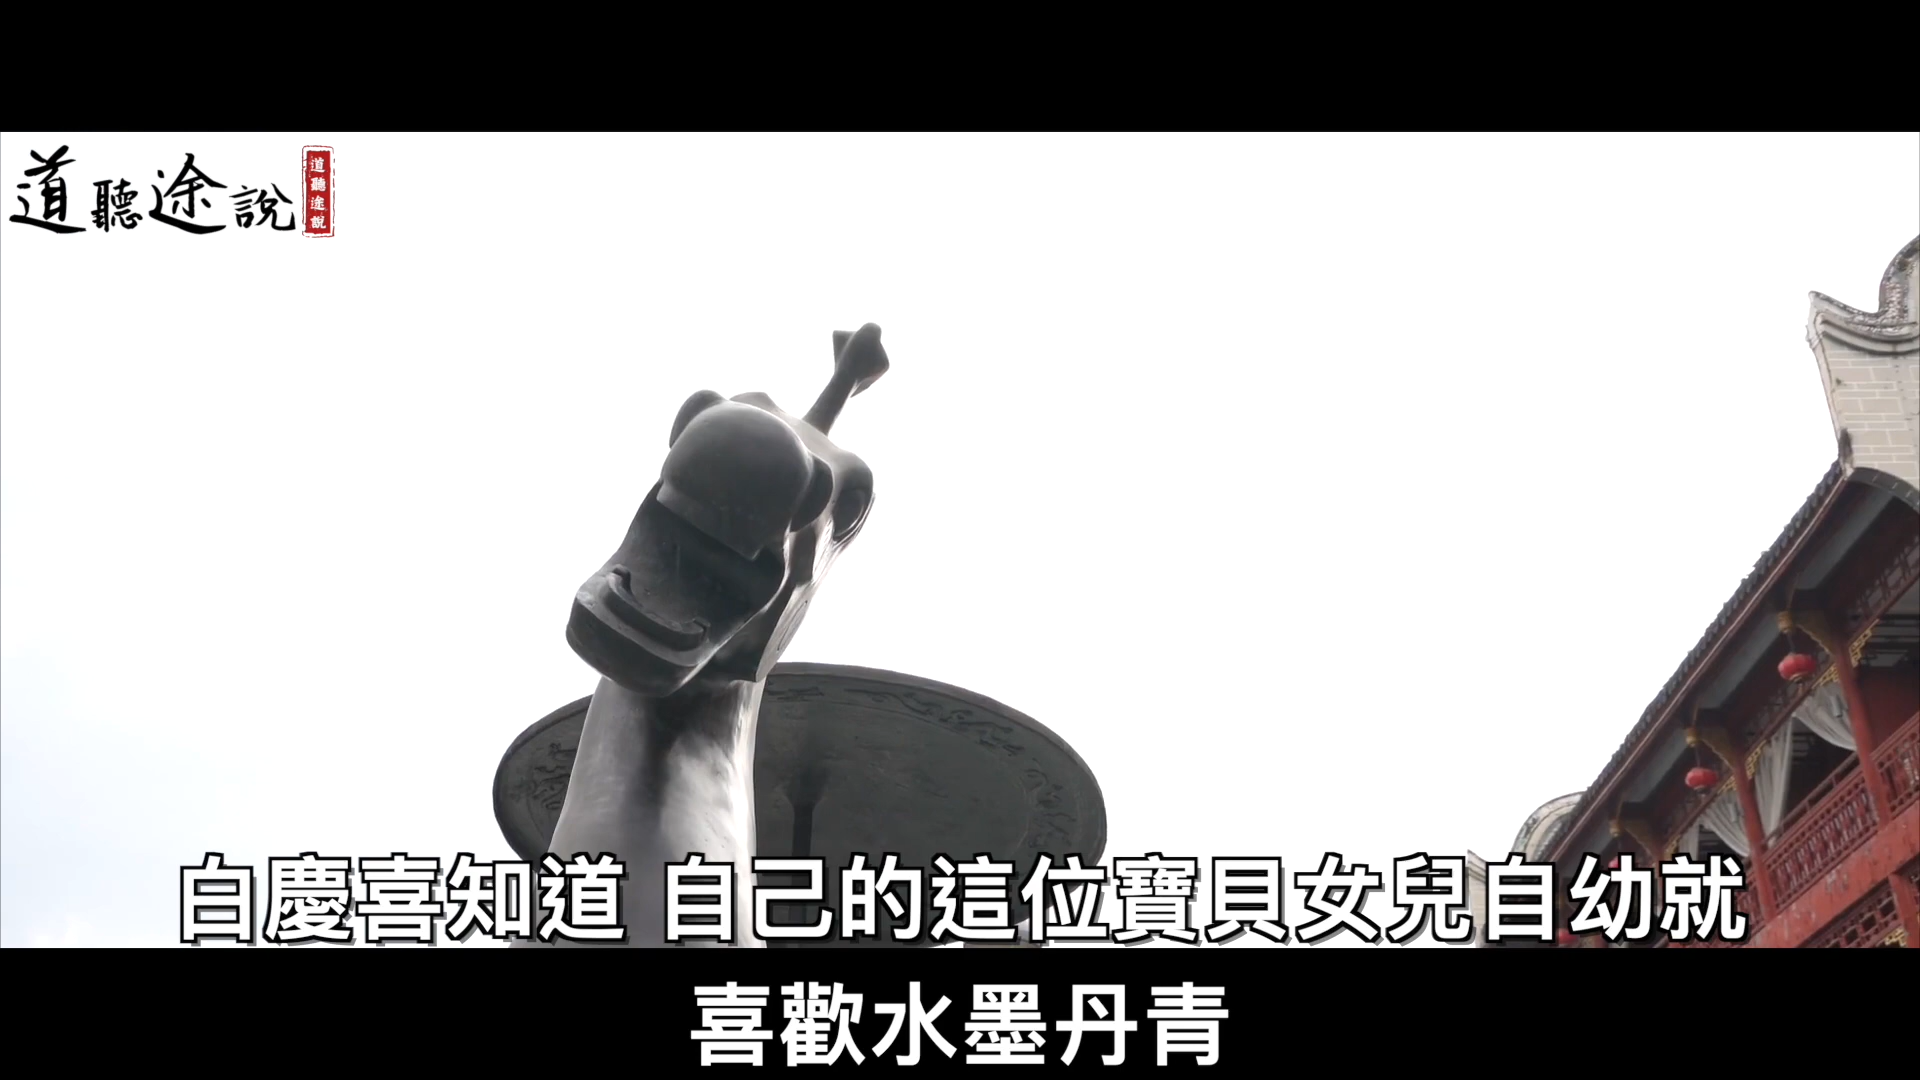 道聽途說
道聽途說
白慶喜知道 自己的這位寶貝女兒自幼就
喜歡水墨丹青